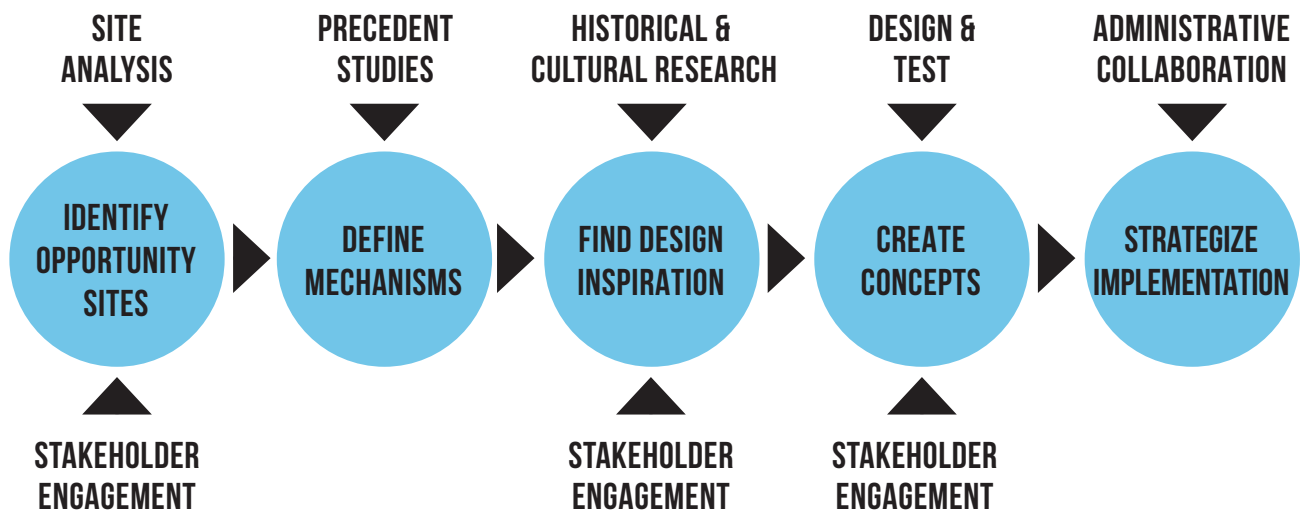 SITE
ANALYSIS
PRECEDENT
STUDIES
HISTORICAL &
CULTURAL RESEARCH
DESIGN &
TEST
ADMINISTRATIVE
COLLABORATION
IDENTIFY
OPPORTUNITY
SITES
DEFINE
MECHANISMS
FIND DESIGN
INSPIRATION
CREATE
CONCEPTS
STRATEGIZE
IMPLEMENTATION
STAKEHOLDER
ENGAGEMENT
STAKEHOLDER
ENGAGEMENT
STAKEHOLDER
ENGAGEMENT